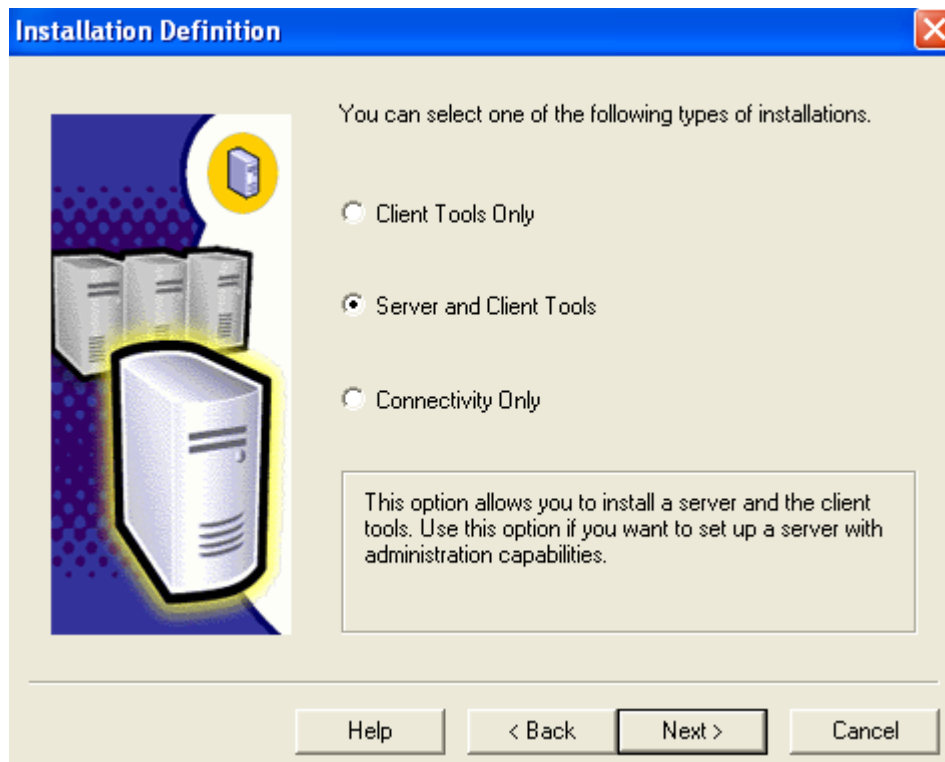 Installation Definition
You can select one of the following types of installations.
Client Tools Only
Server and Client Tools
Connectivity Only
This option allows you to install a server and the client
tools. Use this option if you want to set up a server with
administration capabilities.
Help
< Back
Next >
Cancel